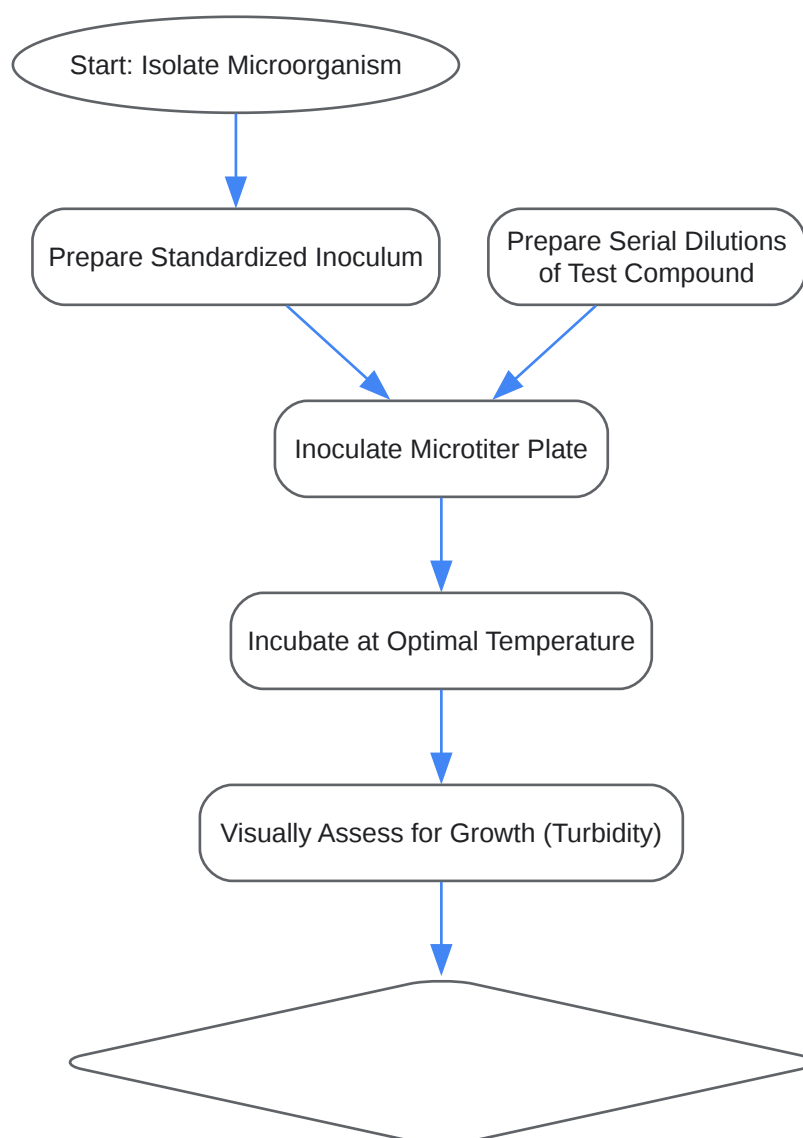 Start: Isolate Microorganism
Prepare Standardized Inoculum
Prepare Serial Dilutions
of Test Compound
Inoculate Microtiter Plate
Incubate at Optimal Temperature
Visually Assess for Growth (Turbidity)